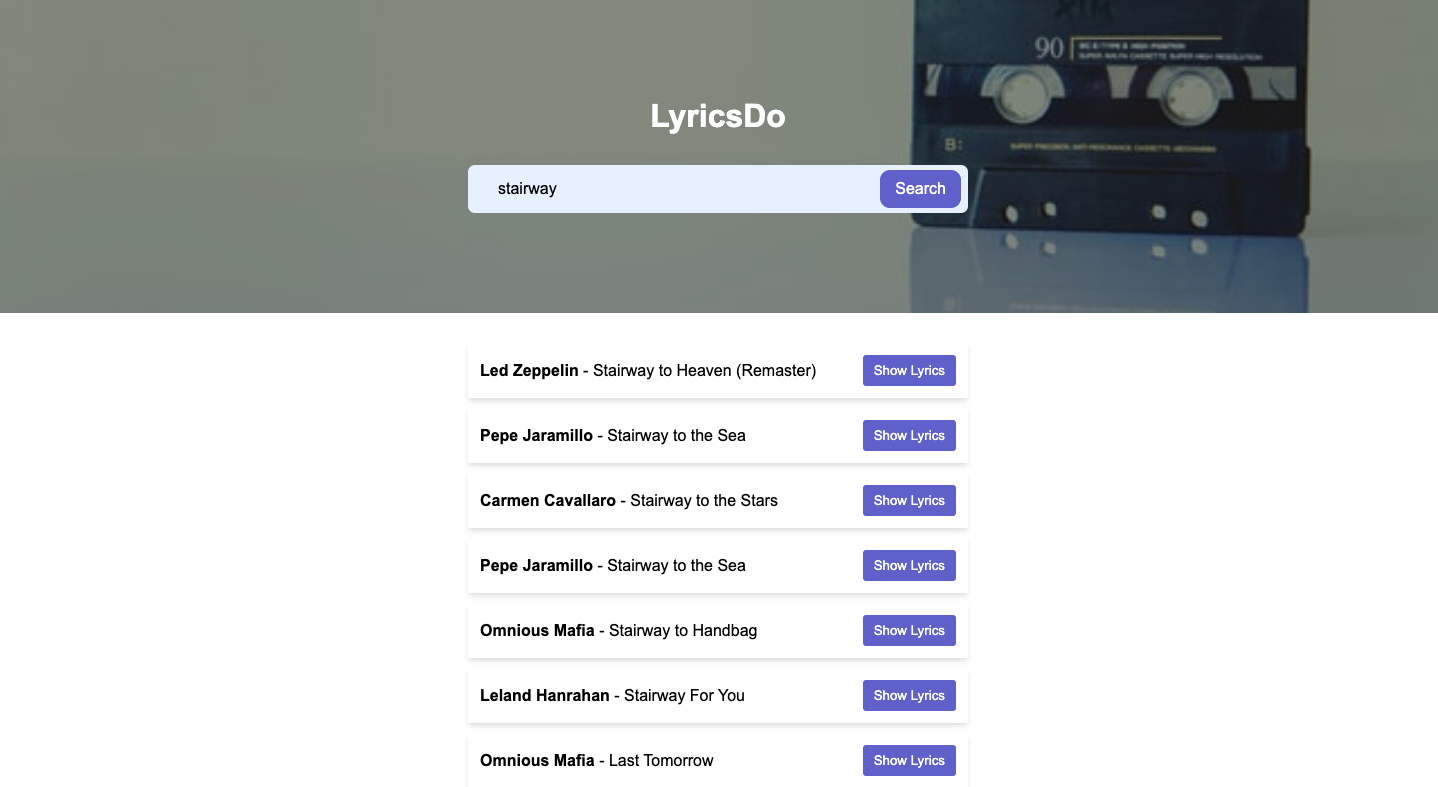 90
LyricsDo
B:
stairway
Search
Led Zeppelin - Stairway to Heaven (Remaster)
Show Lyrics
Pepe Jaramillo - Stairway to the Sea
Show Lyrics
Carmen Cavallaro - Stairway to the Stars
Show Lyrics
Pepe Jaramillo - Stairway to the Sea
Show Lyrics
Omnious Mafia - Stairway to Handbag
Show Lyrics
Leland Hanrahan - Stairway For You
Show Lyrics
Omnious Mafia - Last Tomorrow
Show Lyrics